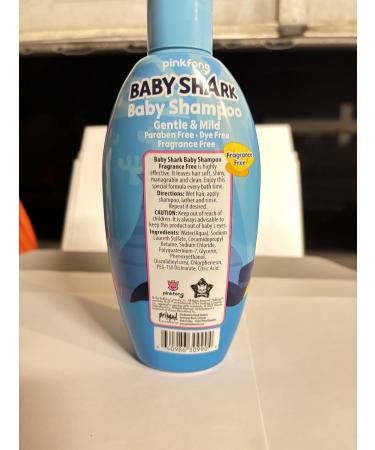 pinkfong
BABY SHARK
Baby Shampoo
Gentle & Mild
Paraben Free • Dye Free
Fragrance Free
Fragrance
Free
Baby Shark Baby Shampoo
Fragrance Free is highly
effective. It leaves hair soft, shiny,
manageable and clean. Enjoy this
special formula every bath time.
Directions: Wet hair, apply
shampoo, lather and rinse.
Repeat if desired.
CAUTION: Keep out of reach of
children. It is always advisable to
keep this product out of baby's eyes.
Ingredients: Water(Aqua), Sodium
Laureth Sulfate, Cocamidopropyl
Betaine, Sodium Chloride,
Polyquaternium-7, Glycerin,
Phenoxyethanol,
Diazolidinyl urea, Chlorphenesin,
PEG-150 Distearate, Citric Acid.
pinkfong